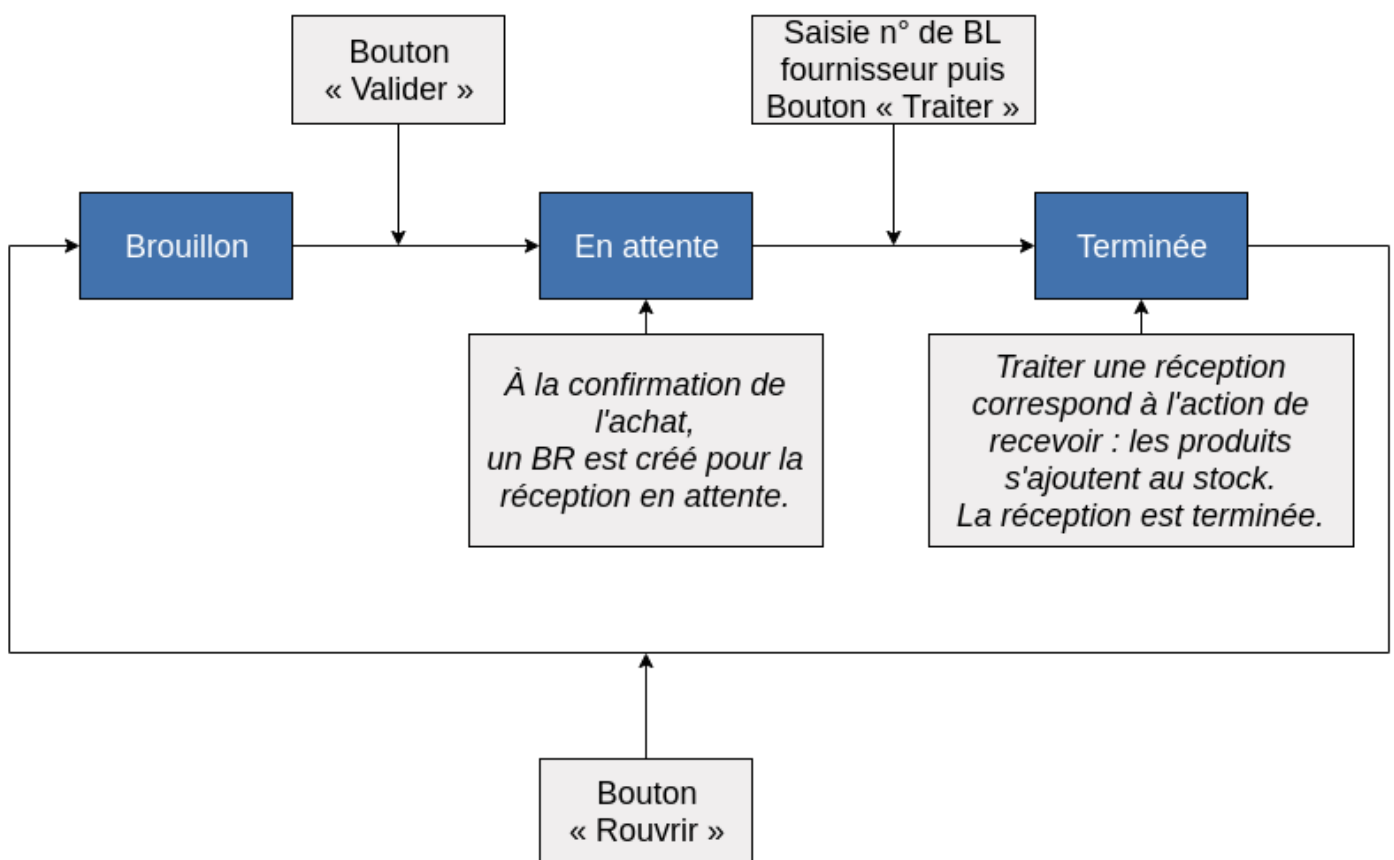 Bouton
« Valider »
Saisie n° de BL
fournisseur puis
Bouton « Traiter »
Brouillon
En attente
Terminée
À la confirmation de
l'achat,
un BR est créé pour la
réception en attente.
Traiter une réception
correspond à l'action de
recevoir : les produits
s'ajoutent au stock.
La réception est terminée.
Bouton
« Rouvrir »